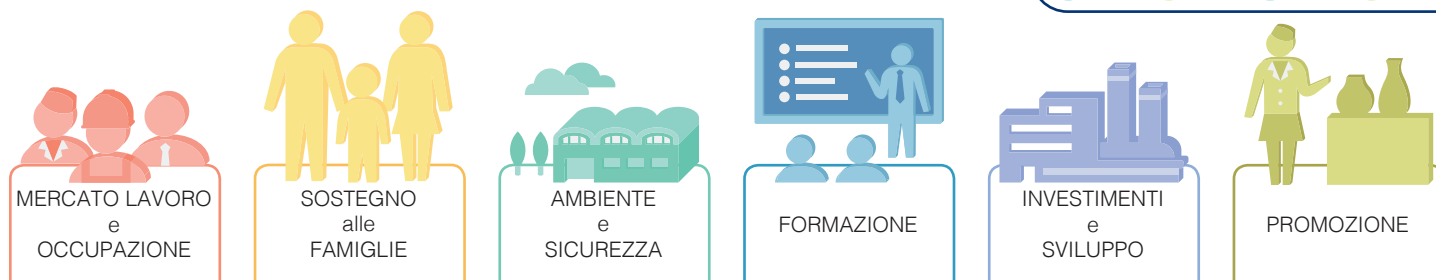 MERCATO LAVORO
e
OCCUPAZIONE
SOSTEGNO
alle
FAMIGLIE
AMBIENTE
e
SICUREZZA
FORMAZIONE
INVESTIMENTI
e
SVILUPPO
PROMOZIONE